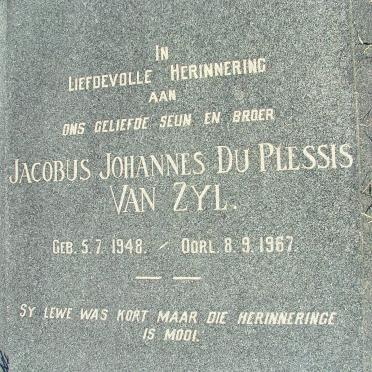 IN
LIEFDEVOLLE HERINNERING
AAN
ONS GELIEFDE SEUN EN BROER
JACOBUS JOHANNES DU PLESSIS
VAN ZYL.
GEB. 5.7. 1948. / OORL. 8.9.1967.
SY LEWE WAS KORT MAAR DIE HERINNERINGE
IS MOOI.